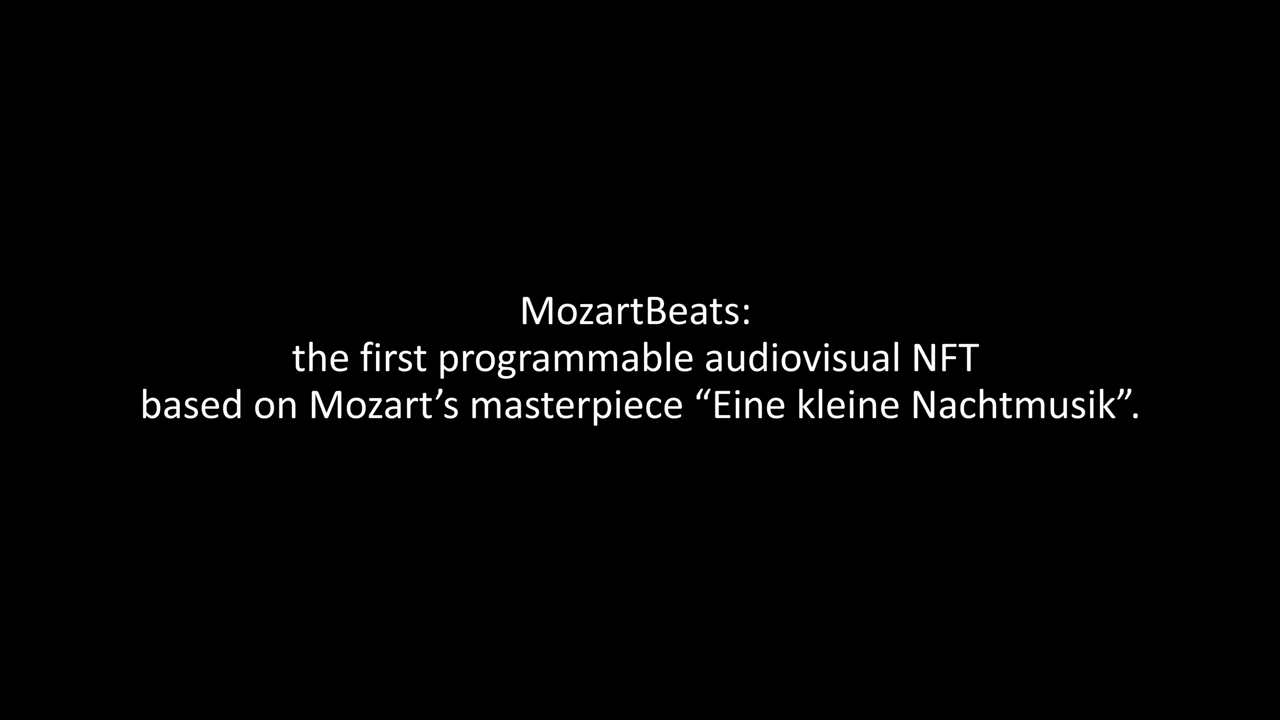 MozartBeats:
the first programmable audiovisual NFT
based on Mozart’s masterpiece “Eine kleine Nachtmusik”.